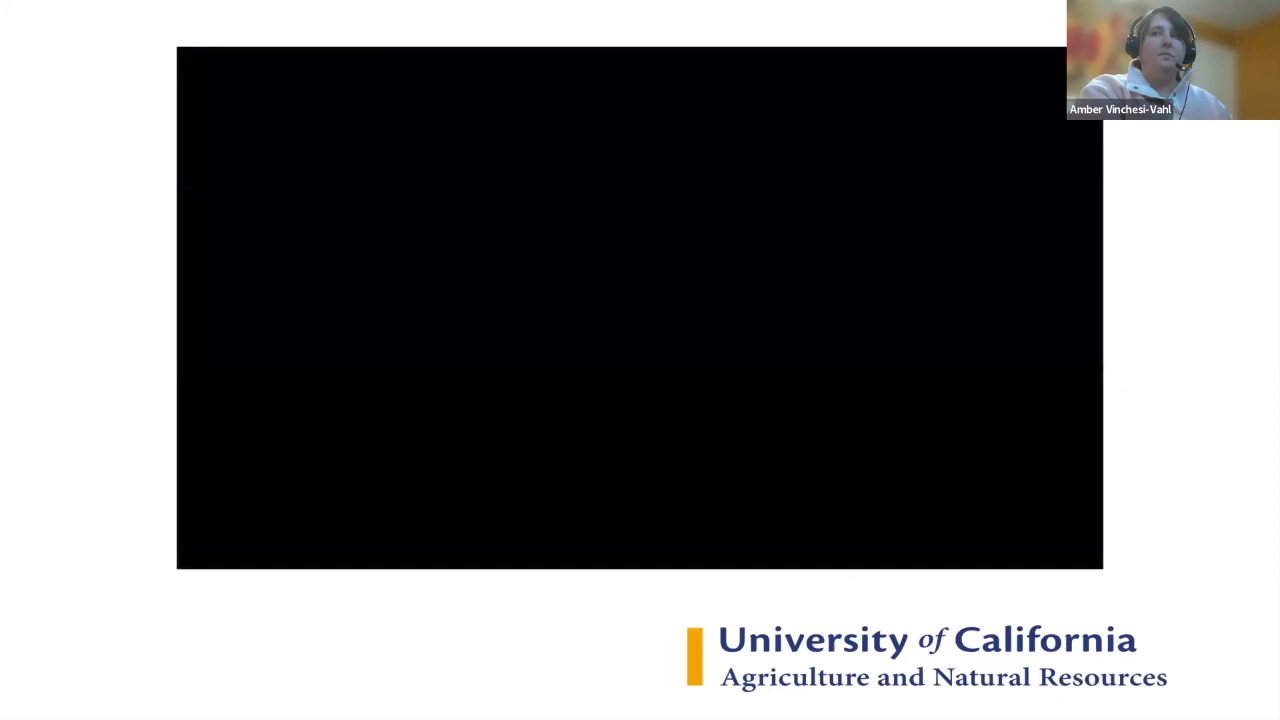 Amber Vinchesi-Vahl
University of California
Agriculture and Natural Resources